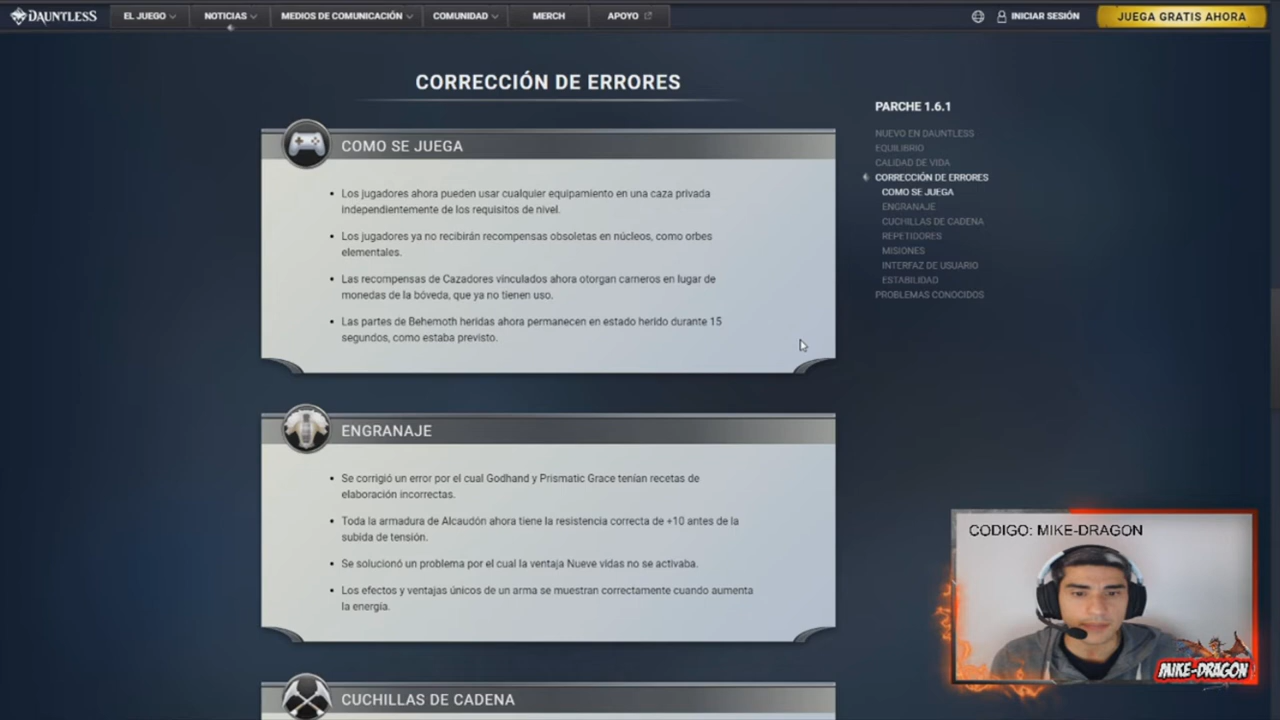 DAUNTLESS
EL JUEGO
NOTICIAS
MEDIOS DE COMUNICACIÓN
COMUNIDAD
MERCH
APOYO
INICIAR SESIÓN
JUEGA GRATIS AHORA
CORRECCIÓN DE ERRORES
COMO SE JUEGA
• Los jugadores ahora pueden usar cualquier equipamiento en una caza privada
independientemente de los requisitos de nivel.
• Los jugadores ya no recibirán recompensas obsoletas en núcleos, como orbes
elementales.
• Las recompensas de Cazadores vinculados ahora otorgan carneros en lugar de
monedas de la bóveda, que ya no tienen uso.
• Las partes de Behemoth heridas ahora permanecen en estado herido durante 15
segundos, como estaba previsto.
ENGRANAJE
• Se corrigió un error por el cual Godhand y Prismatic Grace tenían recetas de
elaboración incorrectas.
• Toda la armadura de Alcaudón ahora tiene la resistencia correcta de +10 antes de la
subida de tensión.
• Se solucionó un problema por el cual la ventaja Nueve vidas no se activaba.
• Los efectos y ventajas únicos de un arma se muestran correctamente cuando aumenta
la energía.
CUCHILLAS DE CADENA
PARCHE 1.6.1
NUEVO EN DAUNTLESS
EQUILIBRIO
CALIDAD DE VIDA
CORRECCIÓN DE ERRORES
COMO SE JUEGA
ENGRANAJE
CUCHILLAS DE CADENA
REPETIDORES
MISIONES
INTERFAZ DE USUARIO
ESTABILIDAD
PROBLEMAS CONOCIDOS
CODIGO: MIKE-DRAGON
MIKE-DRAGON